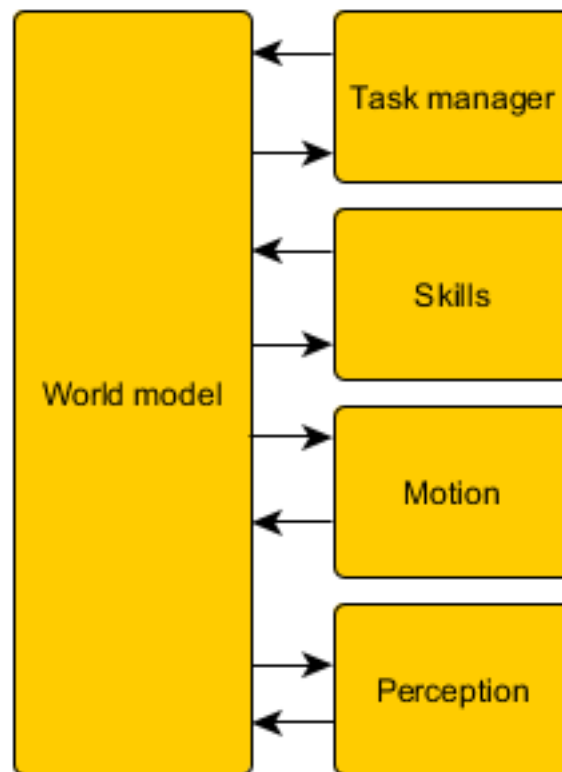 Task manager
Skills
World model
Motion
Perception